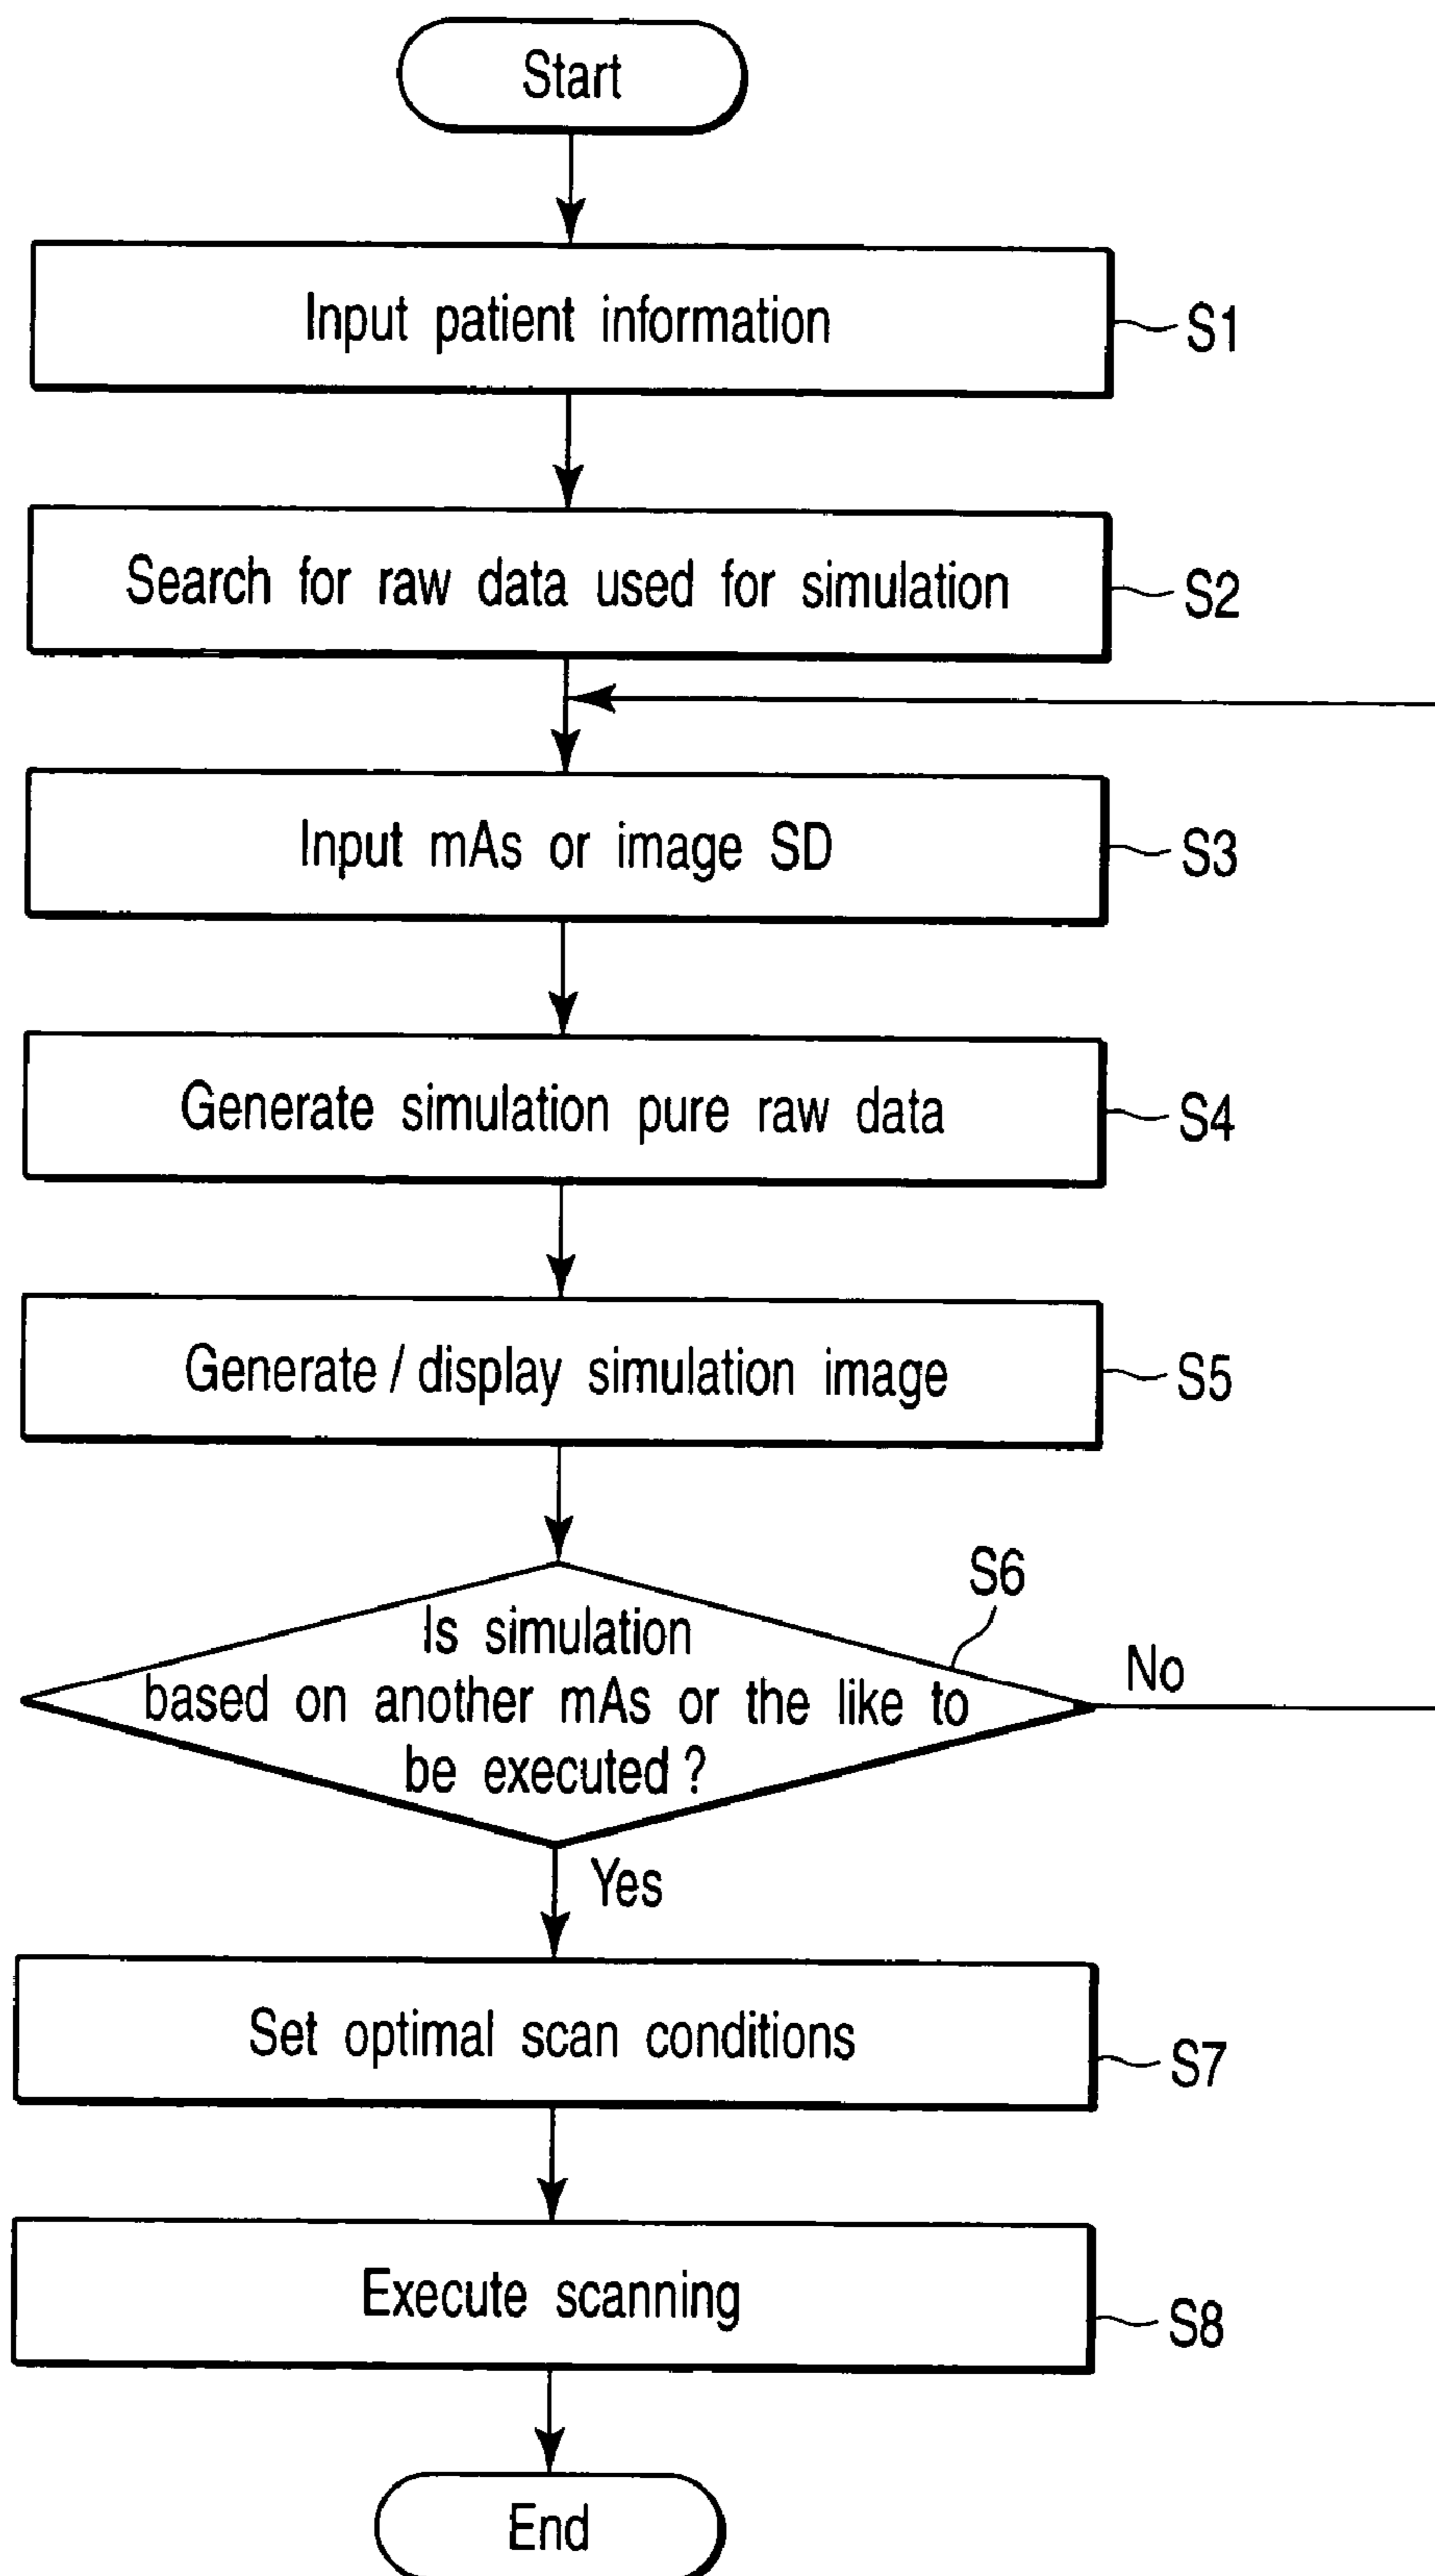 Start
Input patient information
S1
Search for raw data used for simulation
S2
Input mAs or image SD
S3
Generate simulation pure raw data
S4
Generate / display simulation image
S5
S6
Is simulation
based on another mAs or the like to
be executed ?
No
Yes
Set optimal scan conditions
S7
Execute scanning
S8
End